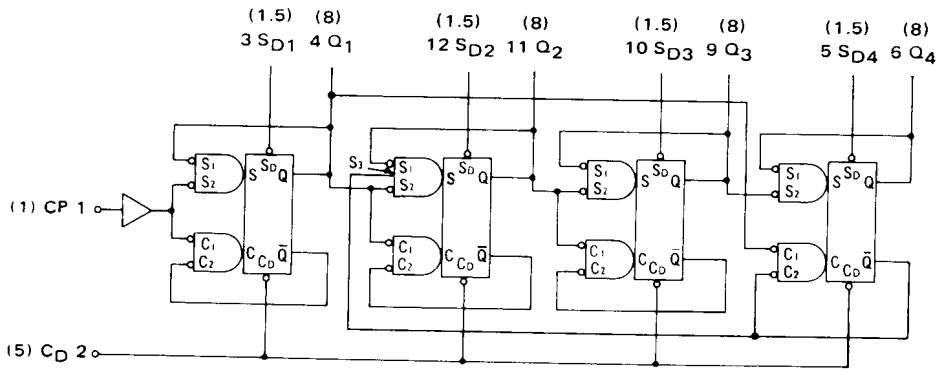 (1.5) (8) (1.5) (8) (1.5) (8) (1.5) (8)
3 SD1 4 Q1 12 SD2 11 Q2 10 SD3 9 Q3 5 SD4 6 Q4
S1 SD S3 S1 SD S1 SD S1 SD
S2 S Q S2 S Q S2 S Q S2 S Q
(1) CP 1
C1 C Q̅ C1 C Q̅ C1 C Q̅ C1 C Q̅
C2 CD C2 CD C2 CD C2 CD
(5) CD 2